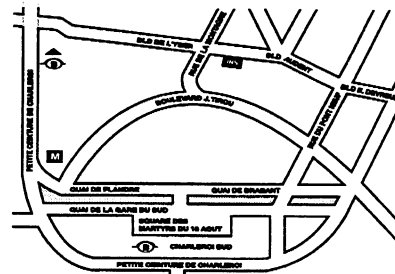 BLD DE L'YSER
RUE DE LA MONTAGNE
BLD AUDENT
BLD E. DEVREUX
PETITE CEINTURE DE CHARLEROI
B
BOULEVARD J. TIROU
RUE DU PONT NEUF
M
QUAI DE FLANDRE
QUAI DE BRABANT
QUAI DE LA GARE DU SUD
SQUARE DES
MARTYRS DU 18 AOUT
CHARLEROI SUD
PETITE CEINTURE DE CHARLEROI